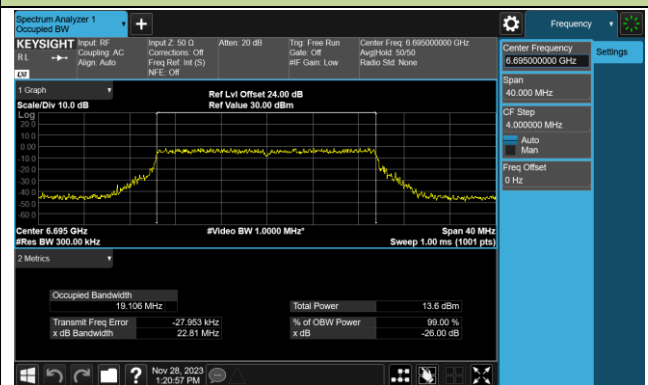 Spectrum Analyzer 1
Occupied BW
Frequency
KEYSIGHT
Input: RF
Coupling: AC
Align: Auto
Input Z: 50 Ω
Corrections: Off
Freq Ref: Int (S)
NFE: Off
Atten: 20 dB
Trig: Free Run
Gate: Off
#IF Gain: Low
Center Freq: 6.695000000 GHz
Avg|Hold: 50/50
Radio Std: None
R L
LXI
Center Frequency
6.695000000 GHz
Settings
Span
40.000 MHz
CF Step
4.000000 MHz
Auto
Man
Freq Offset
0 Hz
1 Graph
Scale/Div 10.0 dB
Ref Lvl Offset 24.00 dB
Ref Value 30.00 dBm
Log
20.0
10.0
0.00
-10.0
-20.0
-30.0
-40.0
-50.0
-60.0
Center 6.695 GHz
#Video BW 1.0000 MHz*
Span 40 MHz
#Res BW 300.00 kHz
Sweep 1.00 ms (1001 pts)
2 Metrics
Occupied Bandwidth
19.106 MHz
Total Power 13.6 dBm
Transmit Freq Error -27.953 kHz
% of OBW Power 99.00 %
x dB Bandwidth 22.81 MHz
x dB -26.00 dB
Nov 28, 2023
1:20:57 PM